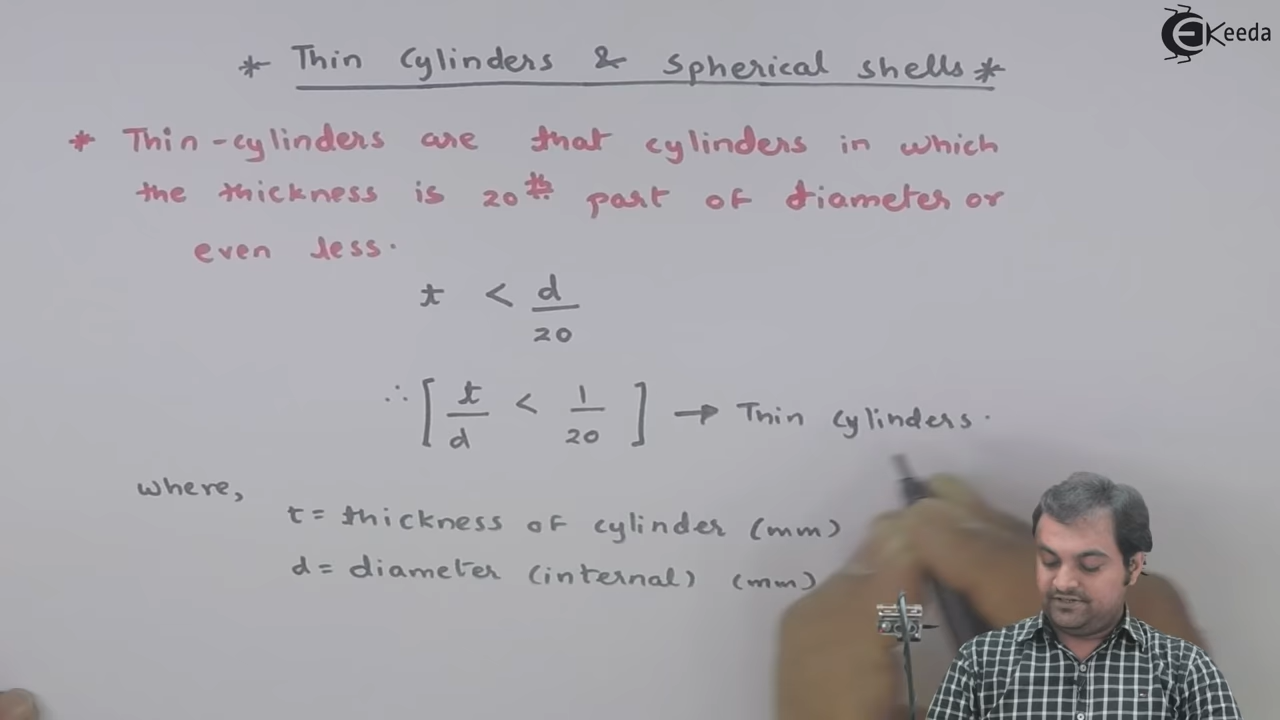 * Thin Cylinders & Spherical shells *
* Thin-cylinders are that cylinders in which
the thickness is 20th part of diameter or
even less.
t < d/20
∴ [ t/d < 1/20 ] → Thin cylinders.
where,
t = thickness of cylinder (mm)
d = diameter (internal) (mm)
EKeeda